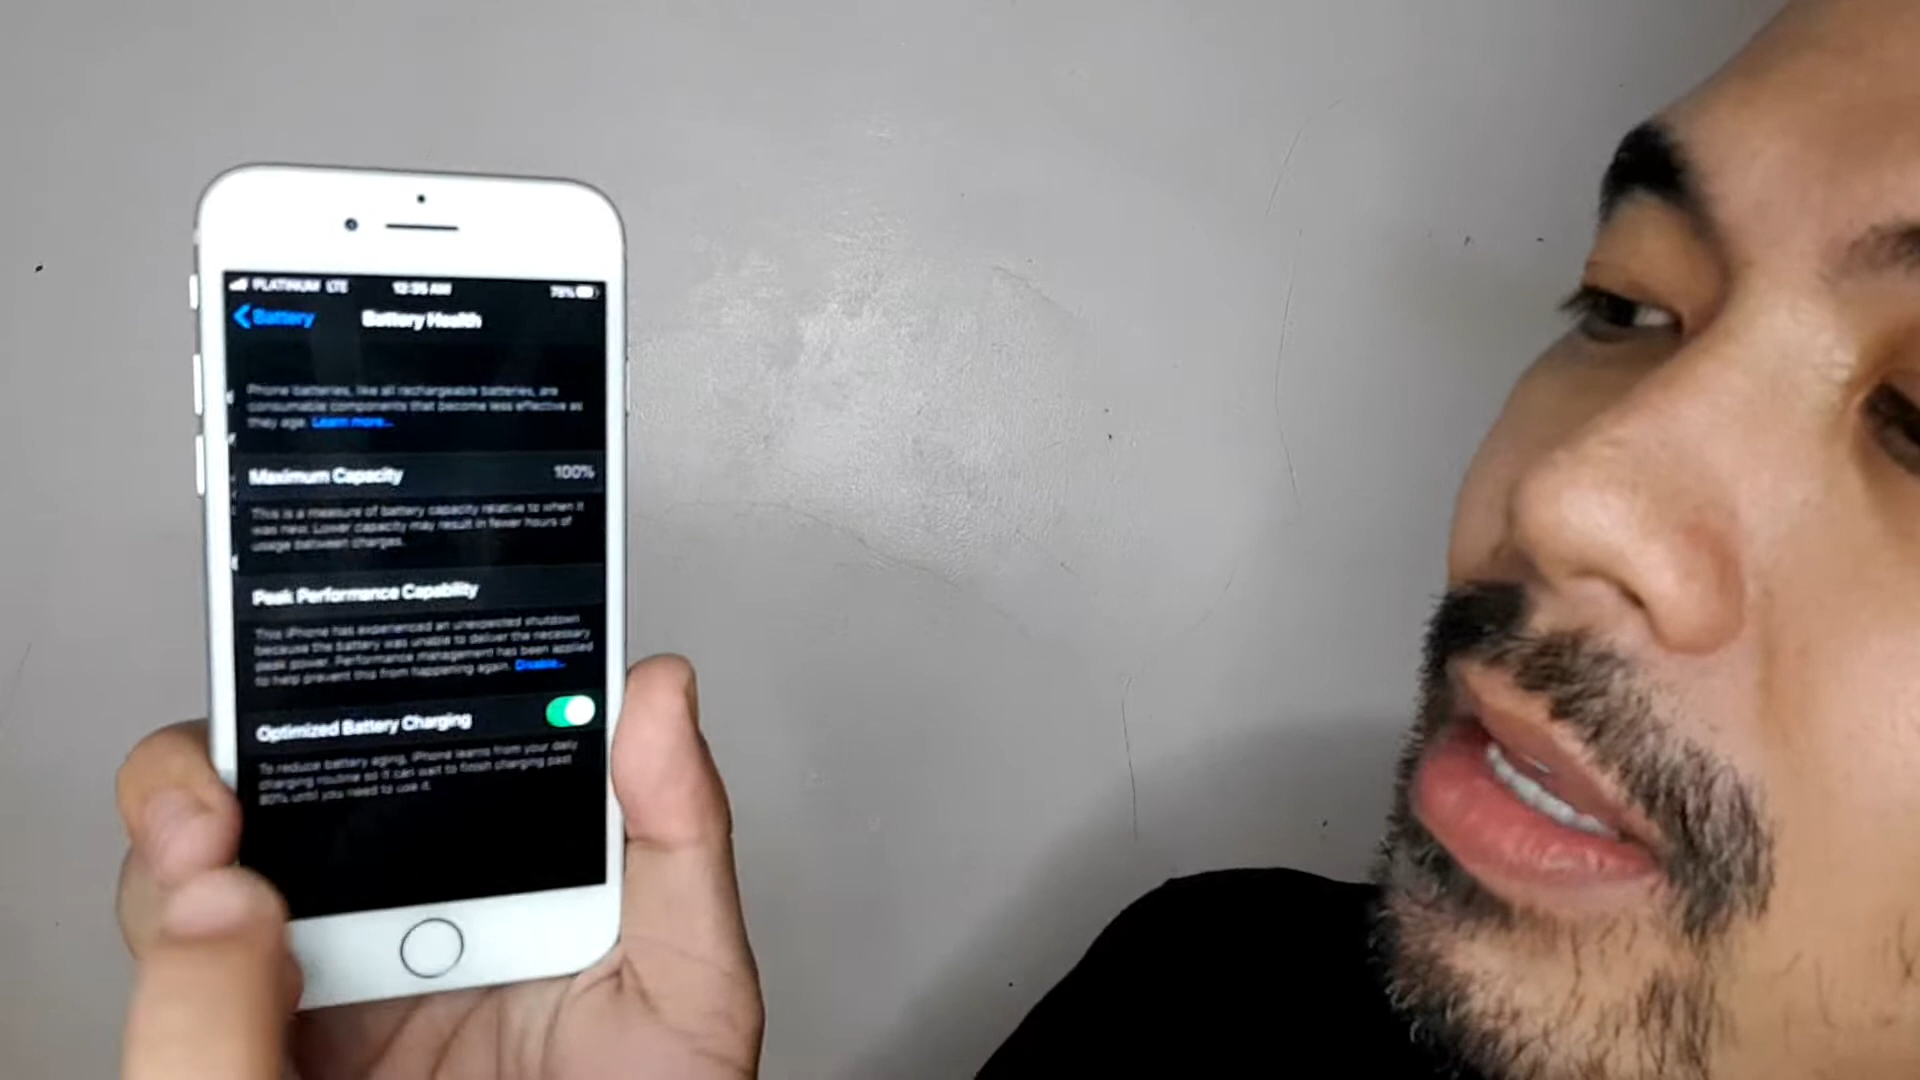 PLATINUM LTE 12:35 AM 78%
Battery Battery Health
Phone batteries, like all rechargeable batteries, are
consumable components that become less effective as
they age. Learn more...
Maximum Capacity 100%
This is a measure of battery capacity relative to when it
was new. Lower capacity may result in fewer hours of
usage between charges.
Peak Performance Capability
This iPhone has experienced an unexpected shutdown
because the battery was unable to deliver the necessary
peak power. Performance management has been applied
to help prevent this from happening again. Disable...
Optimized Battery Charging
To reduce battery aging, iPhone learns from your daily
charging routine so it can wait to finish charging past
80% until you need to use it.